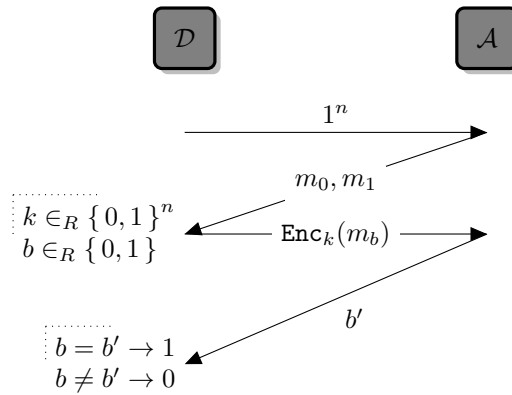 𝒟
𝒜
1ⁿ
m₀, m₁
k ∈_R { 0, 1 }ⁿ
b ∈_R { 0, 1 }
Enc_k(m_b)
b′
b = b′ → 1
b ≠ b′ → 0